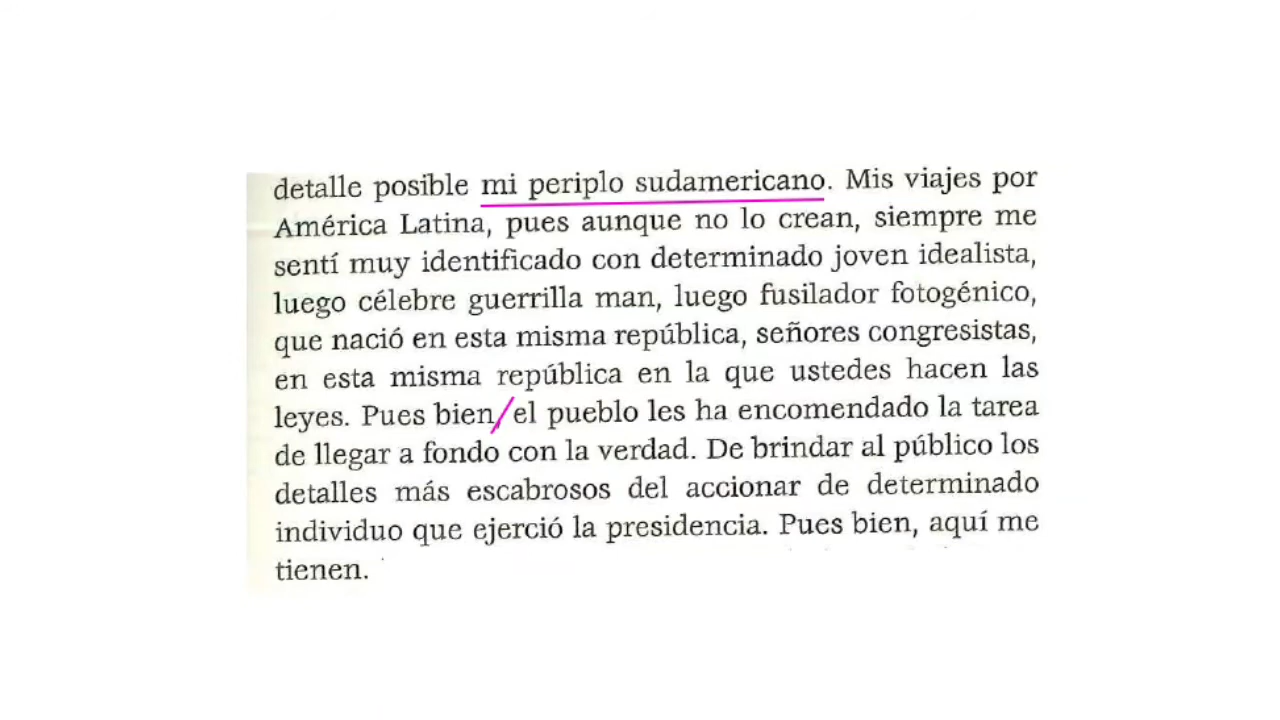 detalle posible mi periplo sudamericano. Mis viajes por
América Latina, pues aunque no lo crean, siempre me
sentí muy identificado con determinado joven idealista,
luego célebre guerrilla man, luego fusilador fotogénico,
que nació en esta misma república, señores congresistas,
en esta misma república en la que ustedes hacen las
leyes. Pues bien, el pueblo les ha encomendado la tarea
de llegar a fondo con la verdad. De brindar al público los
detalles más escabrosos del accionar de determinado
individuo que ejerció la presidencia. Pues bien, aquí me
tienen.